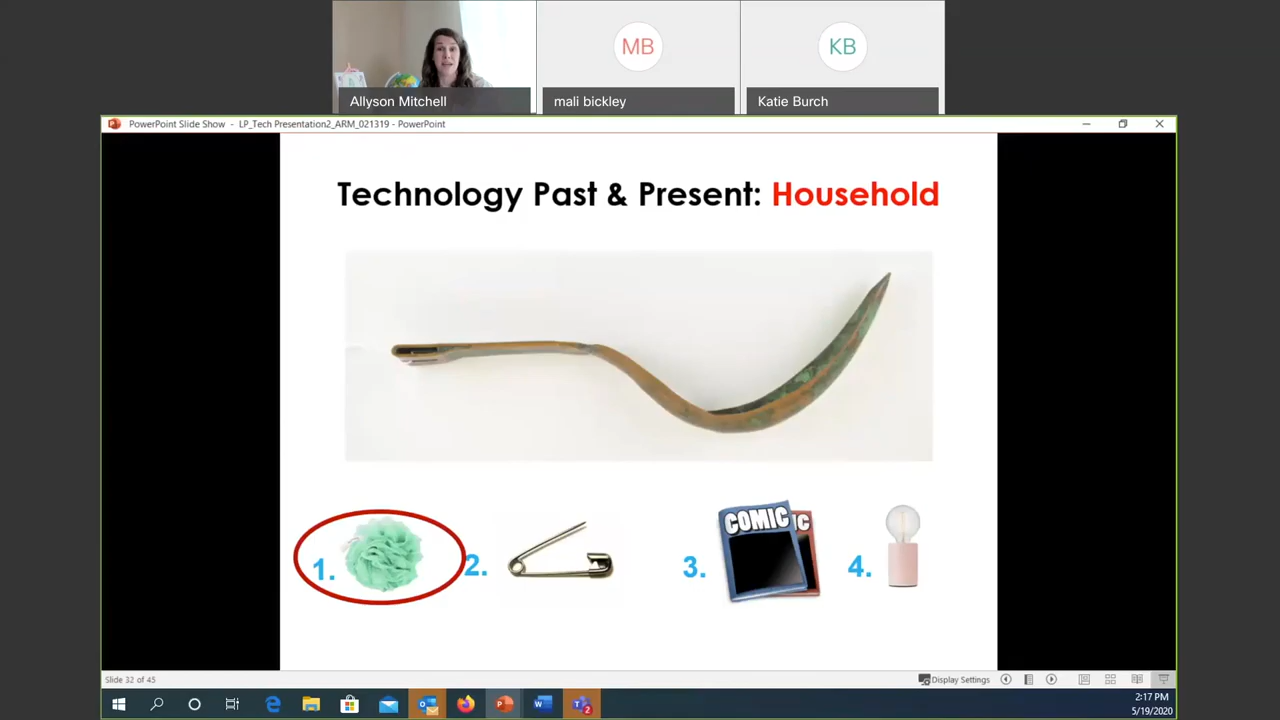 MB
KB
Allyson Mitchell
mali bickley
Katie Burch
PowerPoint Slide Show - LP_Tech Presentation2_ARM_021319 - PowerPoint
Technology Past & Present: Household
1.
2.
3.
COMIC
IC
4.
Slide 32 of 45
Display Settings
2:17 PM
5/19/2020